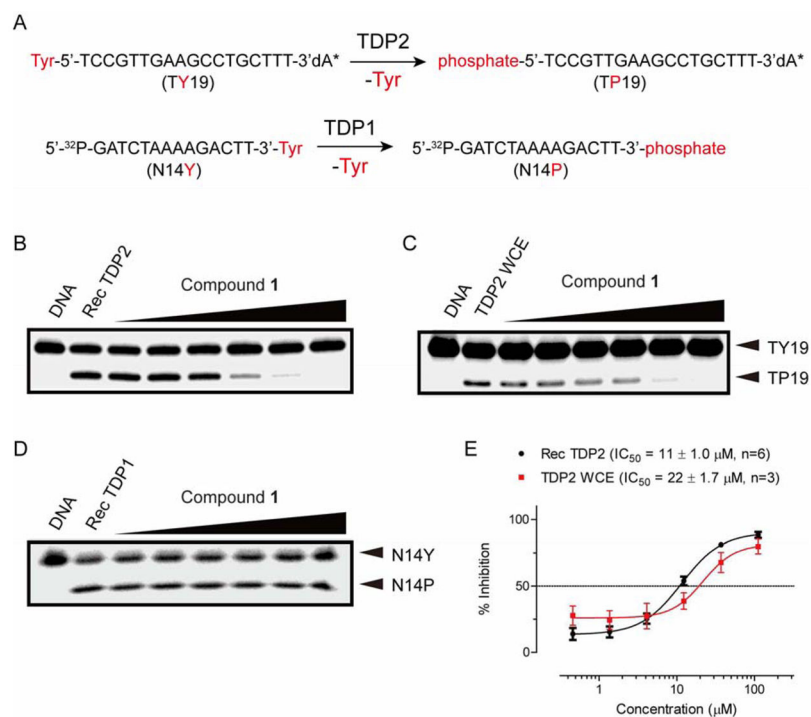 A
Tyr-5’-TCCGTTGAAGCCTGCTTT-3’dA*
(TY19)
TDP2
-Tyr
phosphate-5’-TCCGTTGAAGCCTGCTTT-3’dA*
(TP19)
5’-³²P-GATCTAAAAGACTT-3’-Tyr
(N14Y)
TDP1
-Tyr
5’-³²P-GATCTAAAAGACTT-3’-phosphate
(N14P)
B
DNA
Rec TDP2
Compound 1
C
DNA
TDP2 WCE
Compound 1
TY19
TP19
D
DNA
Rec TDP1
Compound 1
N14Y
N14P
E
Rec TDP2 (IC₅₀ = 11 ± 1.0 μM, n=6)
TDP2 WCE (IC₅₀ = 22 ± 1.7 μM, n=3)
% Inhibition
100
50
0
1
10
100
Concentration (μM)